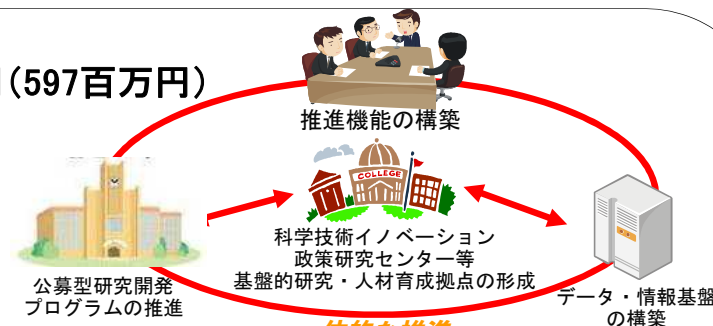 (597百万円)
推進機能の構築
COLLEGE
科学技術イノベーション
政策研究センター等
基盤的研究・人材育成拠点の形成
公募型研究開発
プログラムの推進
データ・情報基盤
の構築